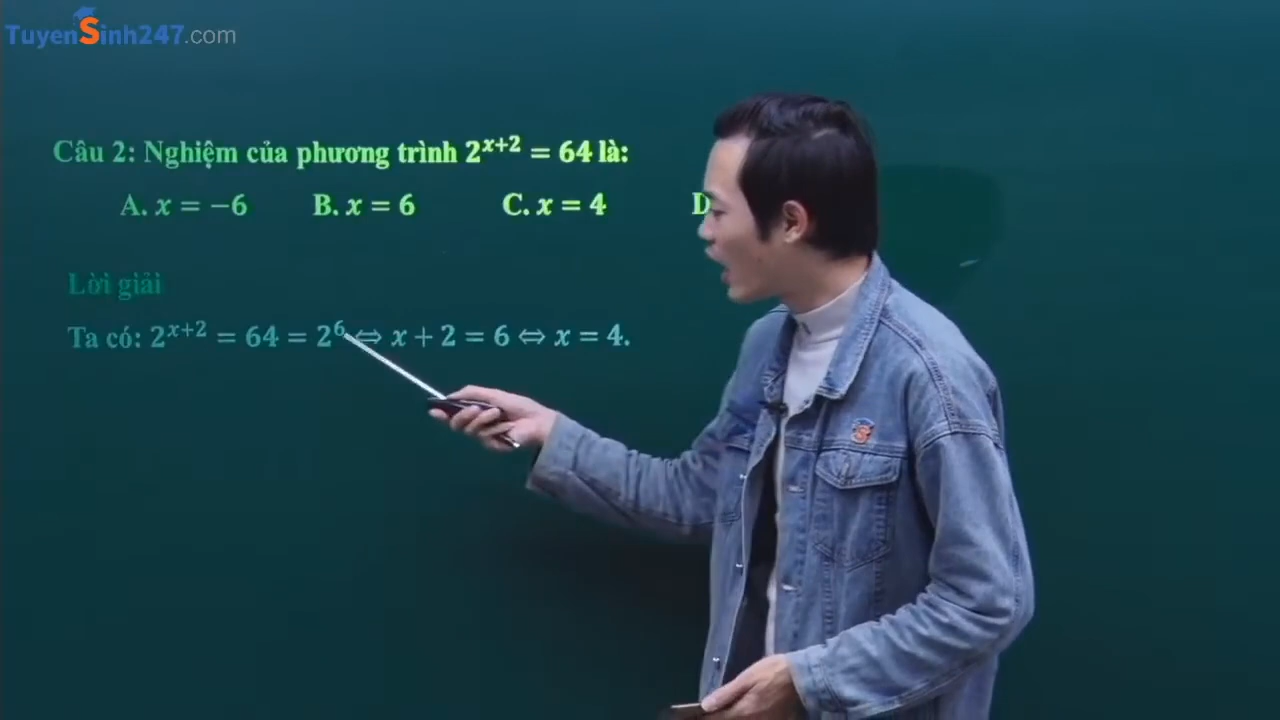 TuyenSinh247.com
Câu 2: Nghiệm của phương trình 2^{x+2} = 64 là:
A. x = −6 B. x = 6 C. x = 4 D
Lời giải
Ta có: 2^{x+2} = 64 = 2^6 ⇔ x + 2 = 6 ⇔ x = 4.